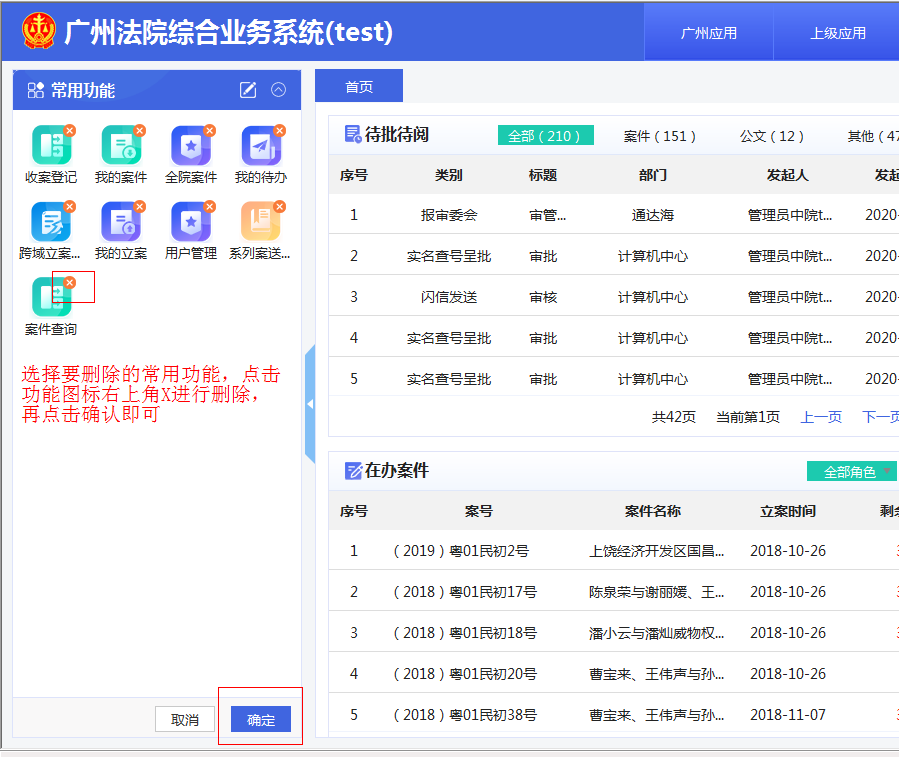 广州法院综合业务系统(test)
广州应用
上级应用
常用功能
收案登记 我的案件 全院案件 我的待办
跨域立案... 我的立案 用户管理 系列案送...
案件查询
选择要删除的常用功能，点击
功能图标右上角X进行删除，
再点击确认即可
取消
确定
首页
待批待阅
全部（210） 案件（151） 公文（12） 其他（47
序号 类别 标题 部门 发起人 发起
1 报审委会 审管... 通达海 管理员中院t... 2020-
2 实名查号呈批 审批 计算机中心 管理员中院t... 2020-
3 闪信发送 审核 计算机中心 管理员中院t... 2020-
4 实名查号呈批 审批 计算机中心 管理员中院t... 2020-
5 实名查号呈批 审批 计算机中心 管理员中院t... 2020-
共42页 当前第1页 上一页 下一页
在办案件
全部角色
序号 案号 案件名称 立案时间 剩余
1 （2019）粤01民初2号 上饶经济开发区国昌... 2018-10-26
2 （2018）粤01民初17号 陈泉荣与谢丽嫒、王... 2018-10-26
3 （2018）粤01民初18号 潘小云与潘灿威物权... 2018-10-26
4 （2018）粤01民初20号 曹宝来、王伟声与孙... 2018-10-26
5 （2018）粤01民初38号 曹宝来、王伟声与孙... 2018-11-07